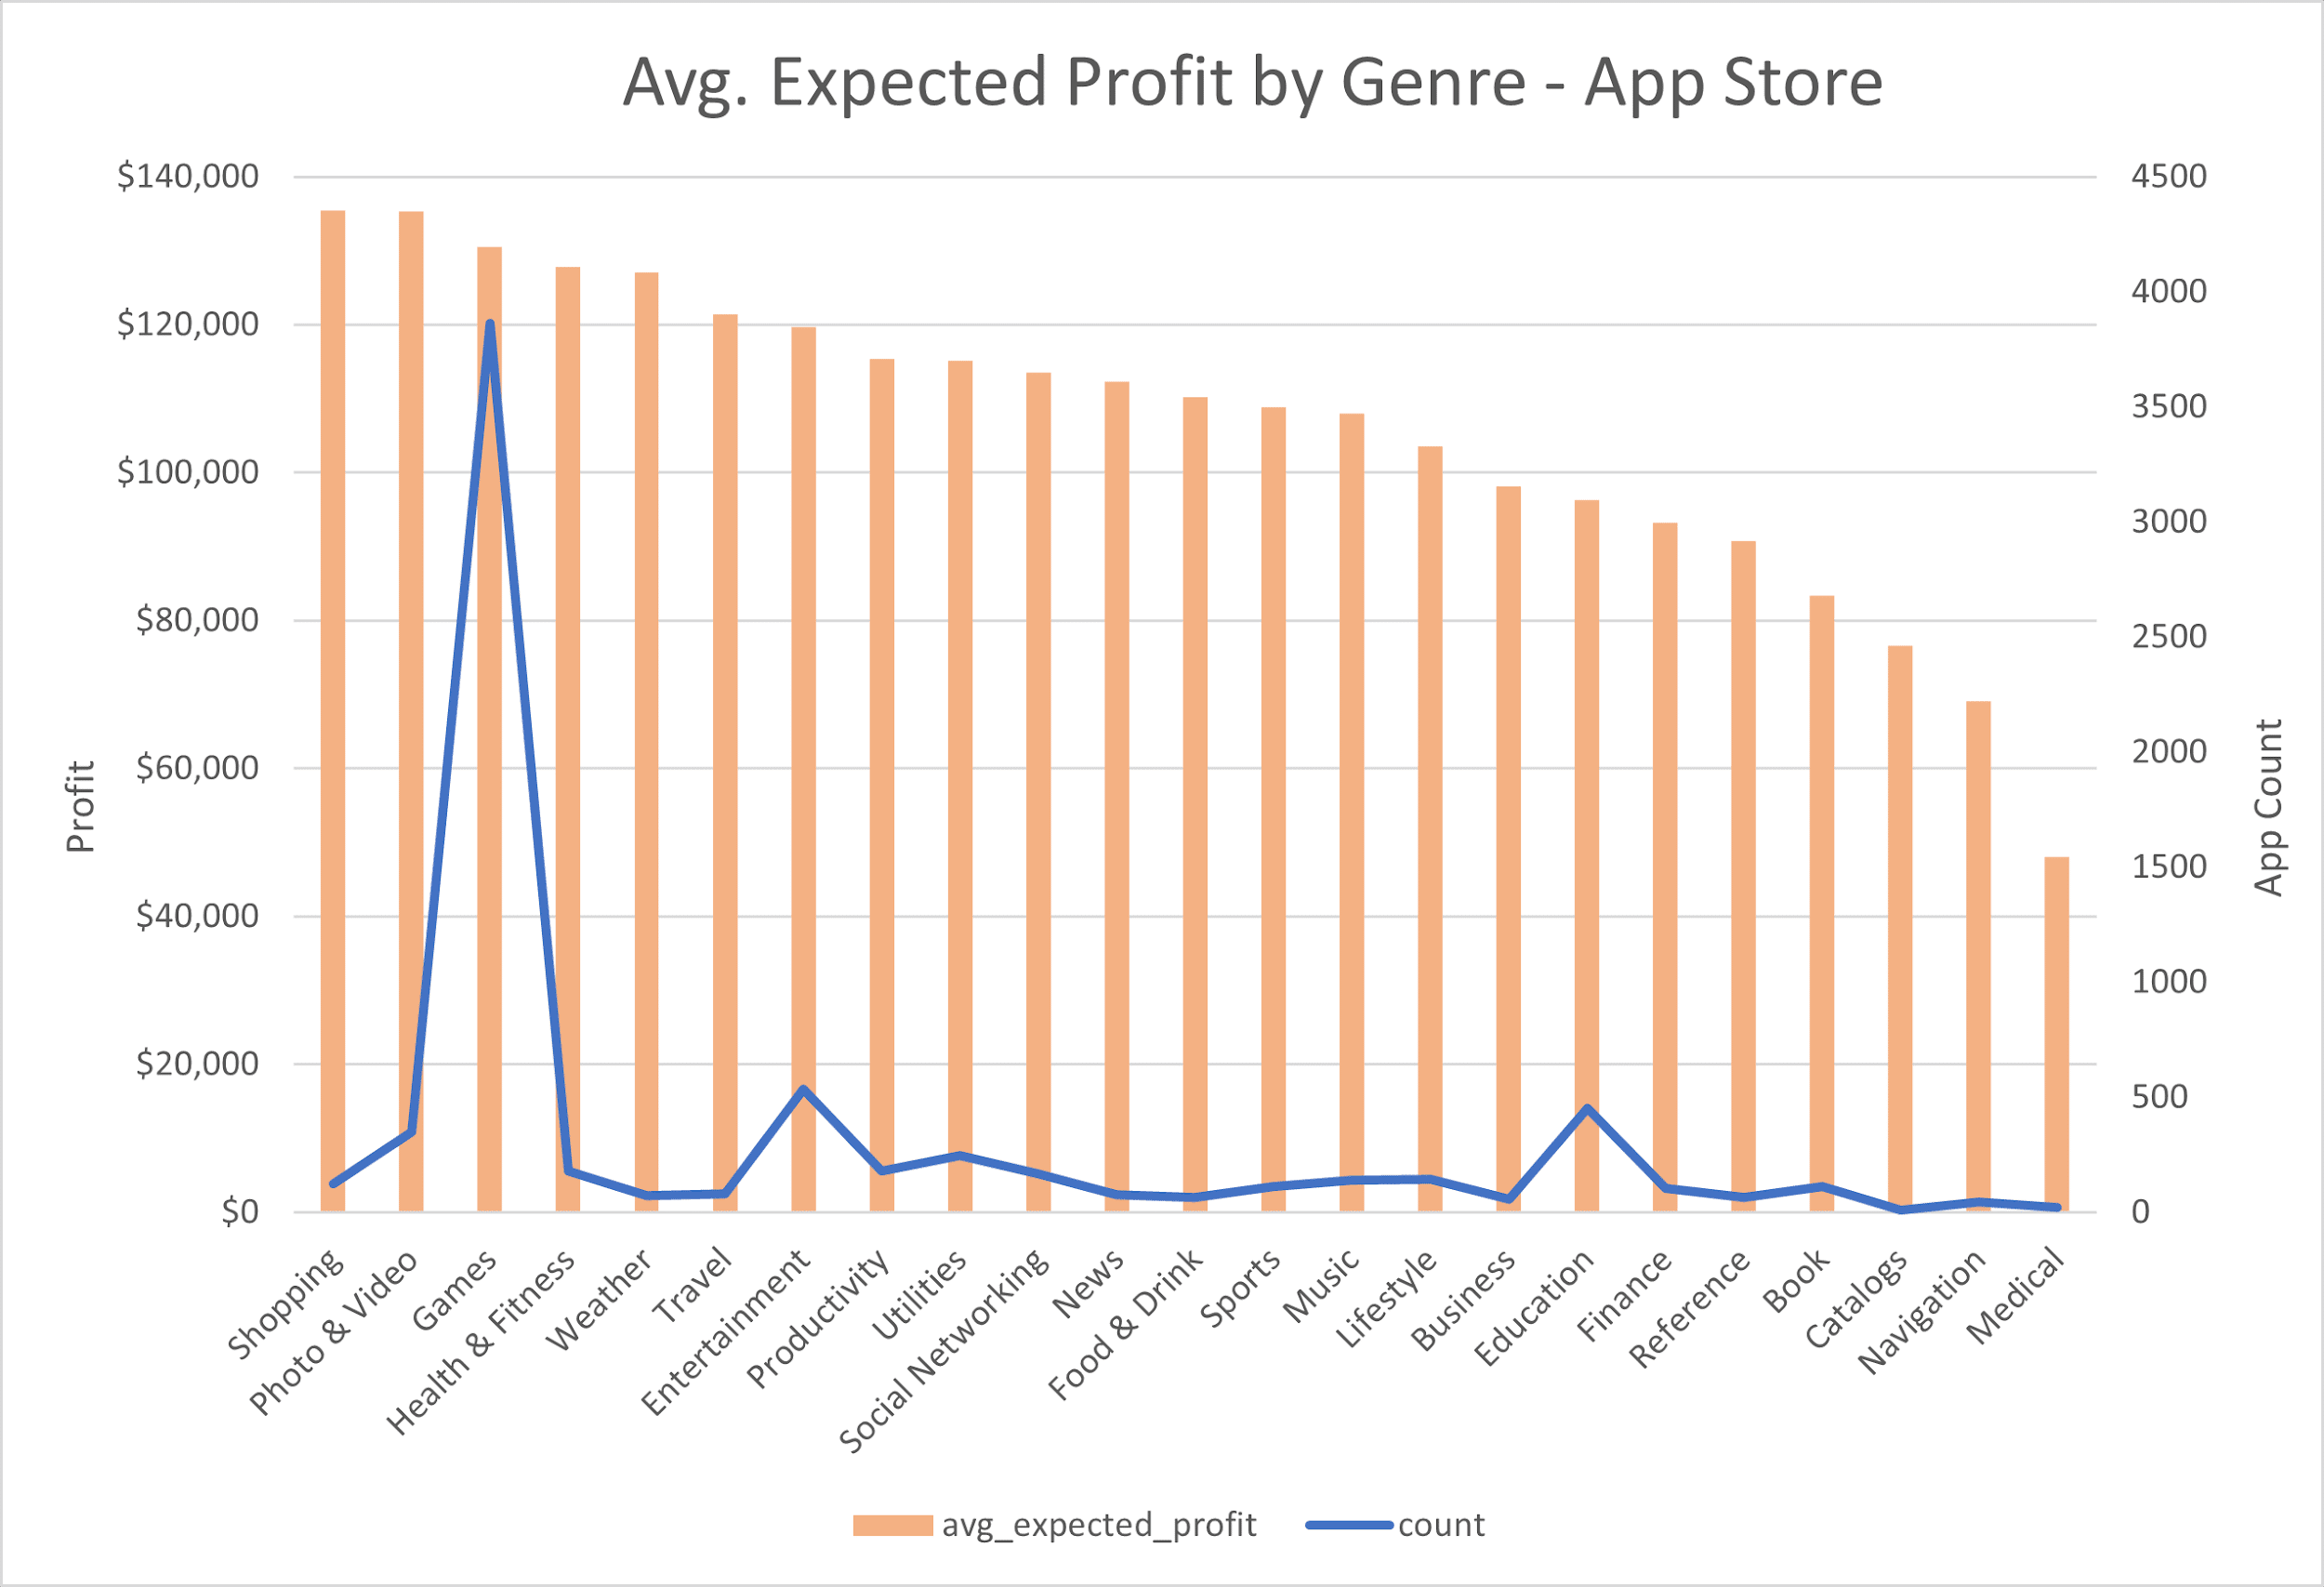 Avg. Expected Profit by Genre - App Store
$140,000
$120,000
$100,000
$80,000
$60,000
$40,000
$20,000
$0
Profit
4500
4000
3500
3000
2500
2000
1500
1000
500
0
App Count
Shopping
Photo & Video
Games
Health & Fitness
Weather
Travel
Entertainment
Productivity
Utilities
Social Networking
News
Food & Drink
Sports
Music
Lifestyle
Business
Education
Finance
Reference
Book
Catalogs
Navigation
Medical
avg_expected_profit
count